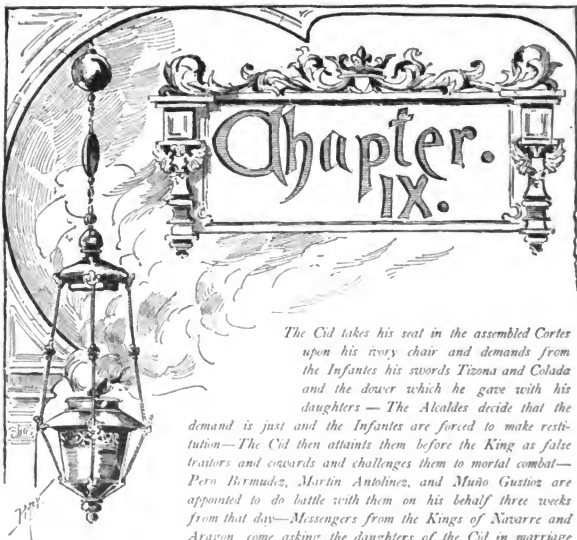 Chapter.
IX.
The Cid takes his seat in the assembled Cortes
upon his ivory chair and demands from
the Infantes his swords Tizona and Colada
and the dower which he gave with his
daughters — The Alcaldes decide that the
demand is just and the Infantes are forced to make resti-
tution—The Cid then attaints them before the King as false
traitors and cowards and challenges them to mortal combat—
Pero Bermudez, Martin Antolinez, and Muño Gustioz are
appointed to do battle with them on his behalf three weeks
from that day—Messengers from the Kings of Navarre and
Aragon come asking the daughters of the Cid in marriage